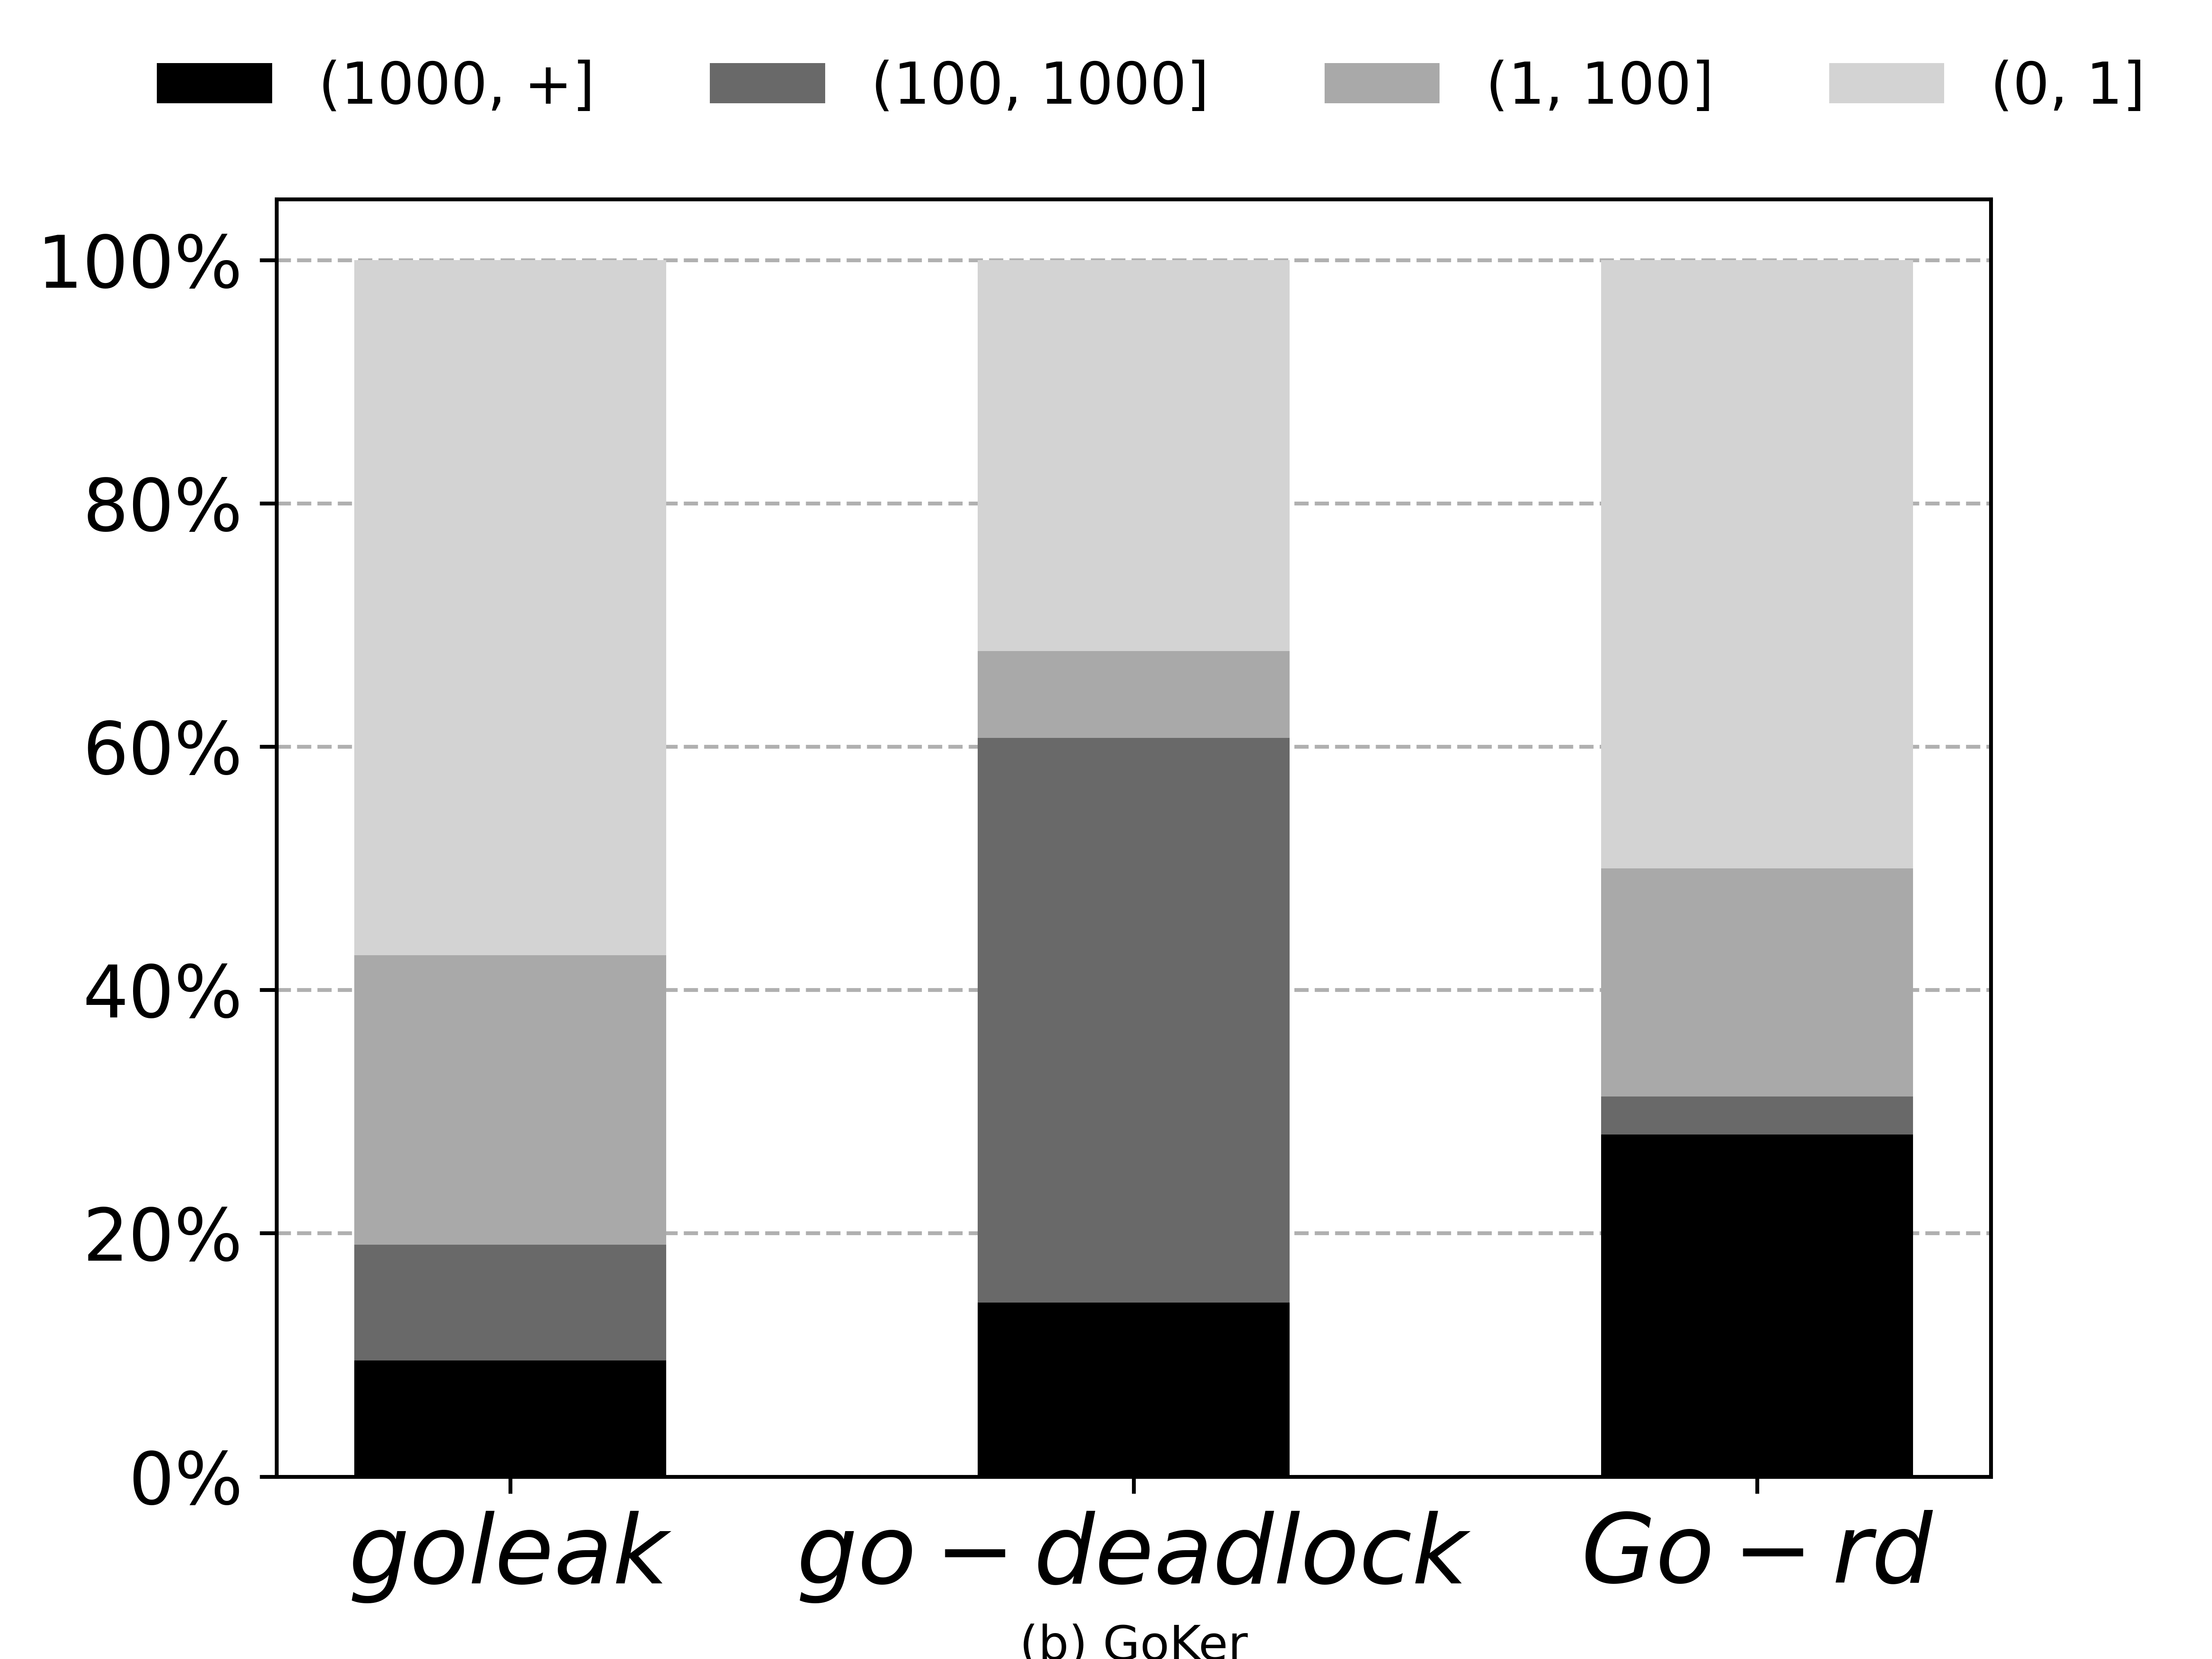 (1000, +] (100, 1000] (1, 100] (0, 1]
100%
80%
60%
40%
20%
0%
goleak go − deadlock Go − rd
(b) GoKer